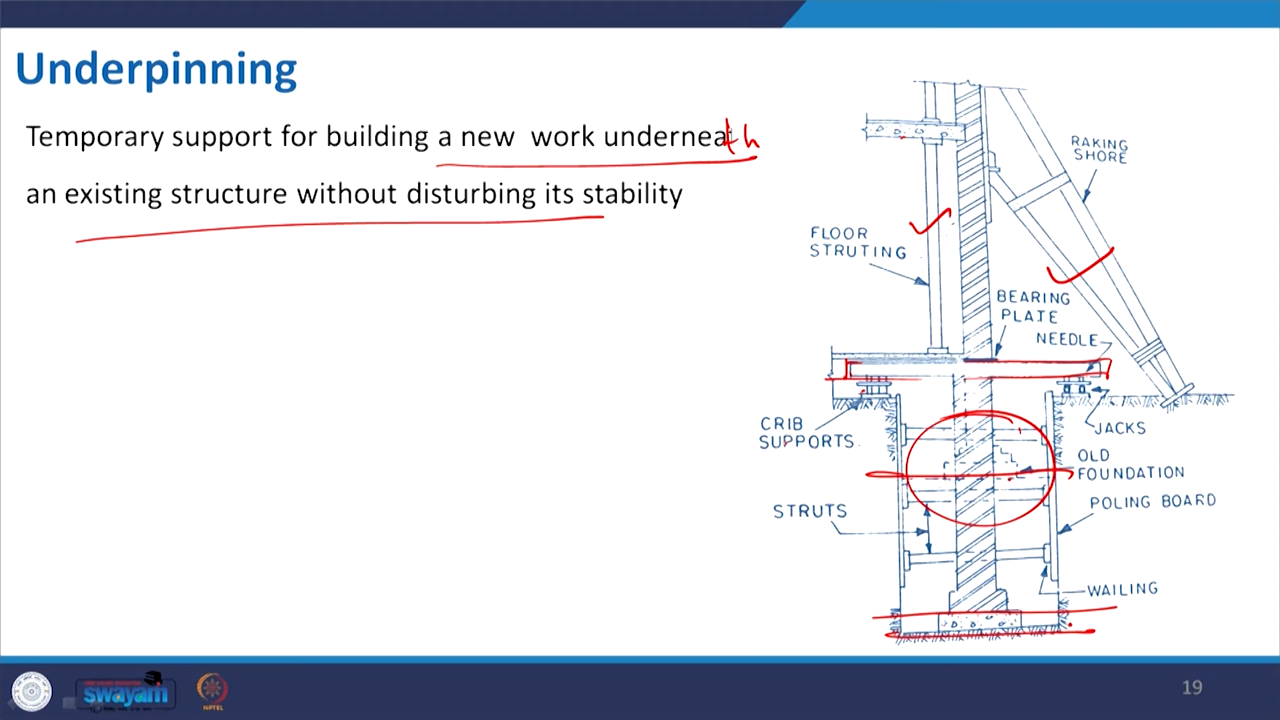 Underpinning
Temporary support for building a new work underneath
an existing structure without disturbing its stability
RAKING
SHORE
FLOOR
STRUTING
BEARING
PLATE
NEEDLE
CRIB
SUPPORTS.
JACKS
OLD
FOUNDATION
STRUTS
POLING BOARD
WAILING
swayam
NPTEL
19